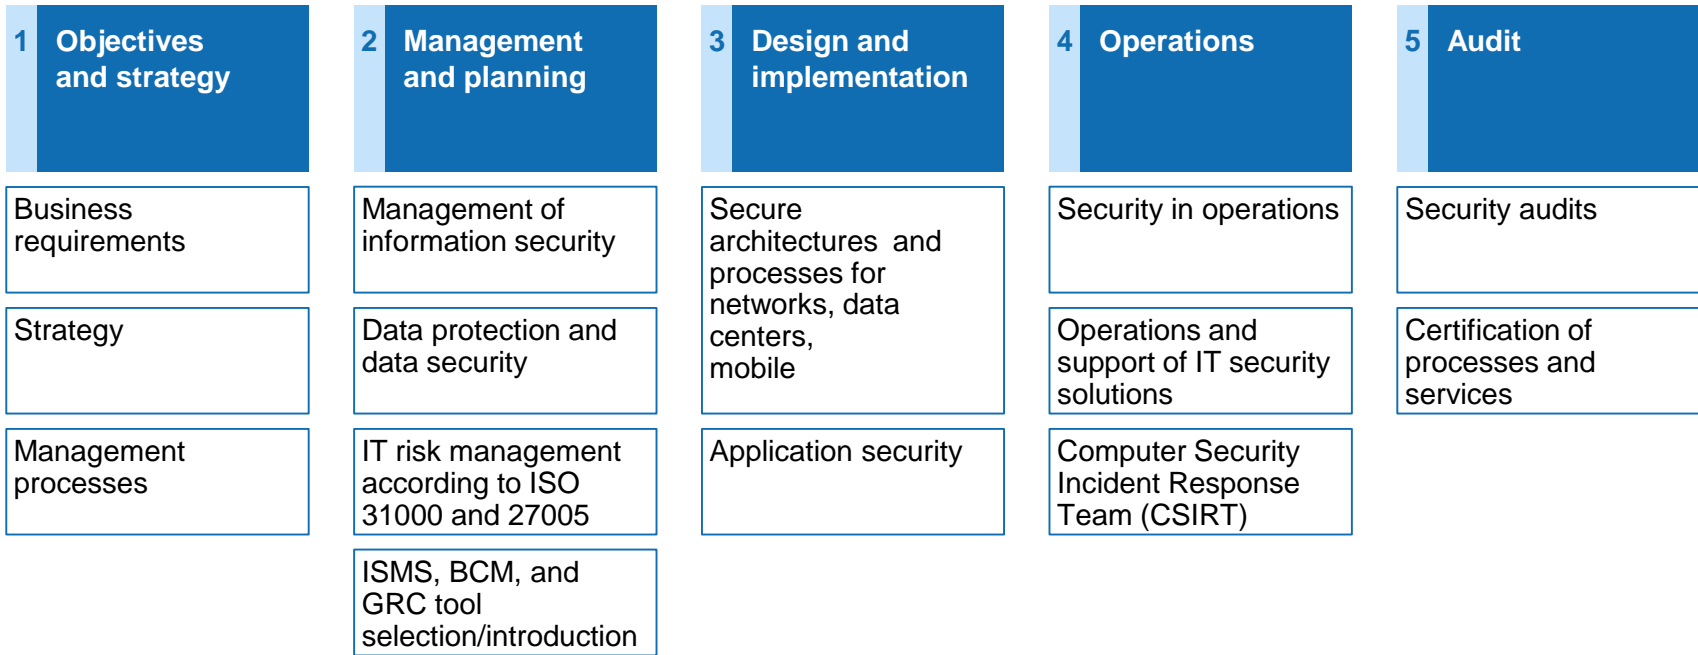 1 Objectives
and strategy
Business
requirements
Strategy
Management
processes
2 Management
and planning
Management of
information security
Data protection and
data security
IT risk management
according to ISO
31000 and 27005
ISMS, BCM, and
GRC tool
selection/introduction
3 Design and
implementation
Secure
architectures and
processes for
networks, data
centers,
mobile
Application security
4 Operations
Security in operations
Operations and
support of IT security
solutions
Computer Security
Incident Response
Team (CSIRT)
5 Audit
Security audits
Certification of
processes and
services